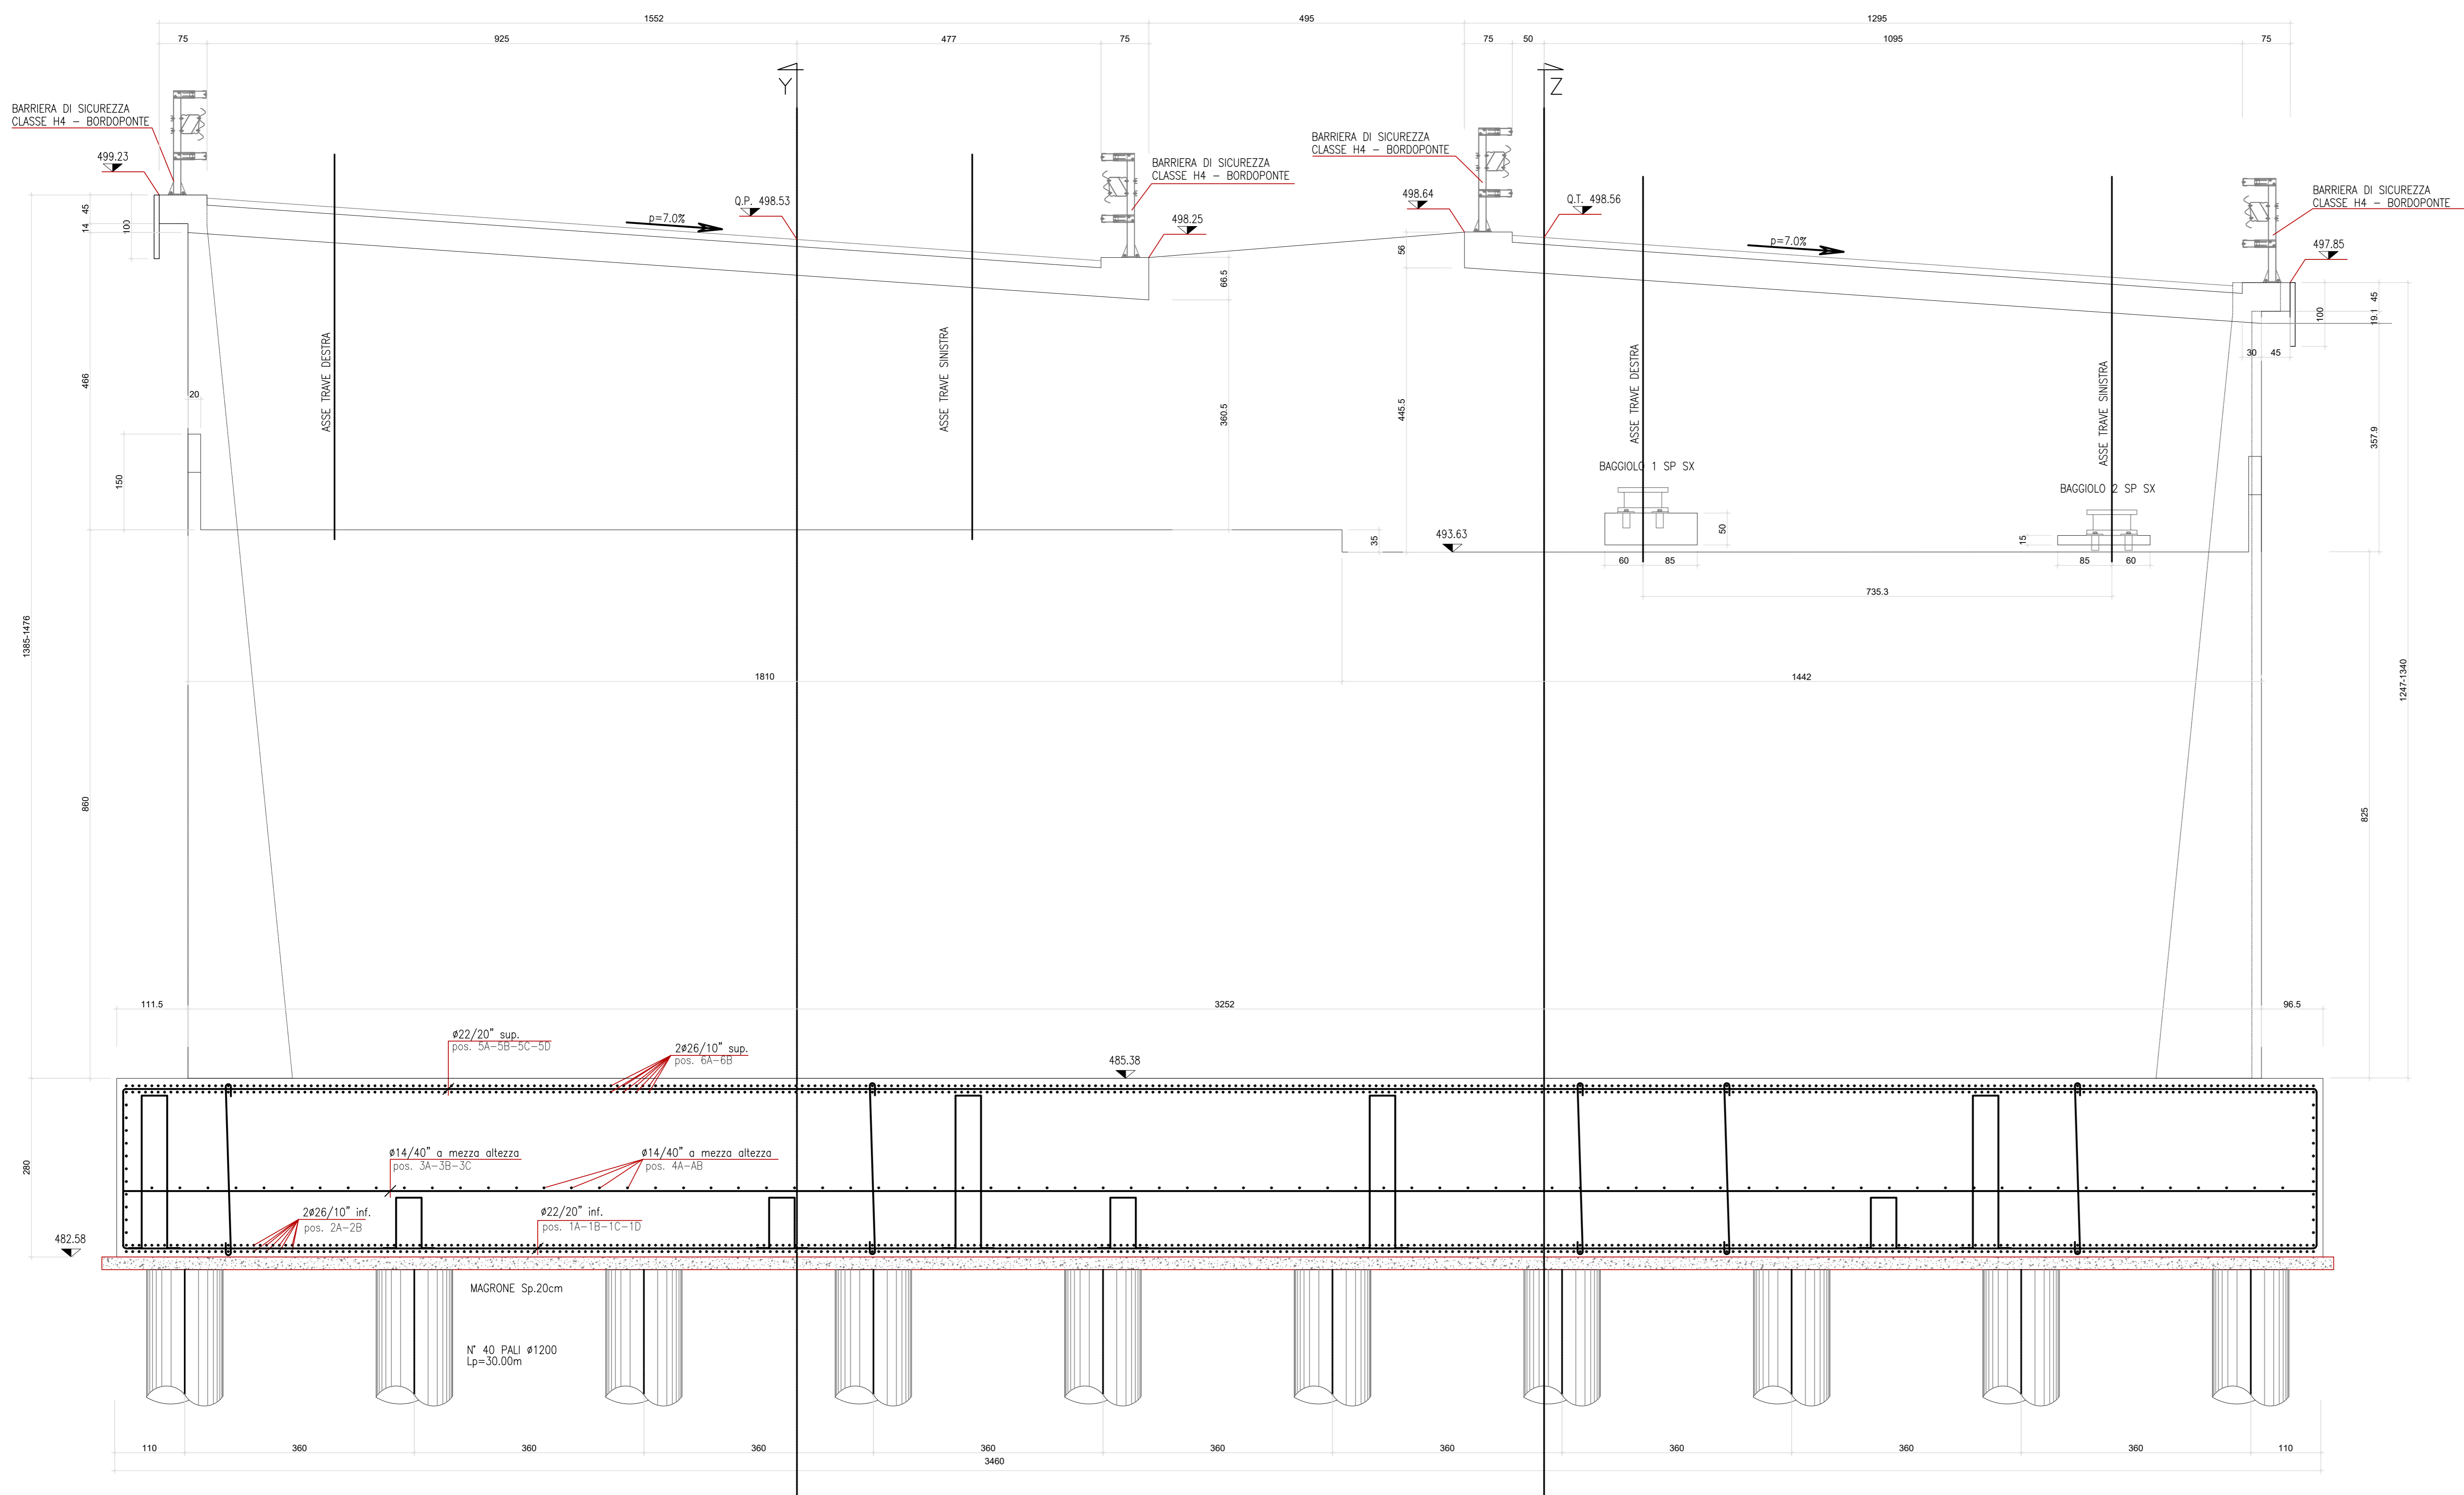 1552
495
1295
75
925
477
75
75
50
1095
75
Y
Z
BARRIERA DI SICUREZZA
CLASSE H4 – BORDOPONTE
499.23
BARRIERA DI SICUREZZA
CLASSE H4 – BORDOPONTE
BARRIERA DI SICUREZZA
CLASSE H4 – BORDOPONTE
BARRIERA DI SICUREZZA
CLASSE H4 – BORDOPONTE
Q.P. 498.53
p=7.0%
498.25
498.64
Q.T. 498.56
p=7.0%
497.85
45
14
100
66.5
56
45
100
19.1
30
45
466
20
150
ASSE TRAVE DESTRA
ASSE TRAVE SINISTRA
360.5
445.5
ASSE TRAVE DESTRA
ASSE TRAVE SINISTRA
357.9
BAGGIOLO 1 SP SX
BAGGIOLO 2 SP SX
35
493.63
50
15
60
85
85
60
735.3
1385-1476
1810
1442
1247-1340
860
825
111.5
3252
96.5
ø22/20" sup.
pos. 5A–5B–5C–5D
2ø26/10" sup.
pos. 6A–6B
485.38
280
ø14/40" a mezza altezza
pos. 3A–3B–3C
ø14/40" a mezza altezza
pos. 4A–AB
2ø26/10" inf.
pos. 2A–2B
ø22/20" inf.
pos. 1A–1B–1C–1D
482.58
MAGRONE Sp.20cm
N° 40 PALI ø1200
Lp=30.00m
110
360
360
360
360
360
360
360
360
360
110
3460